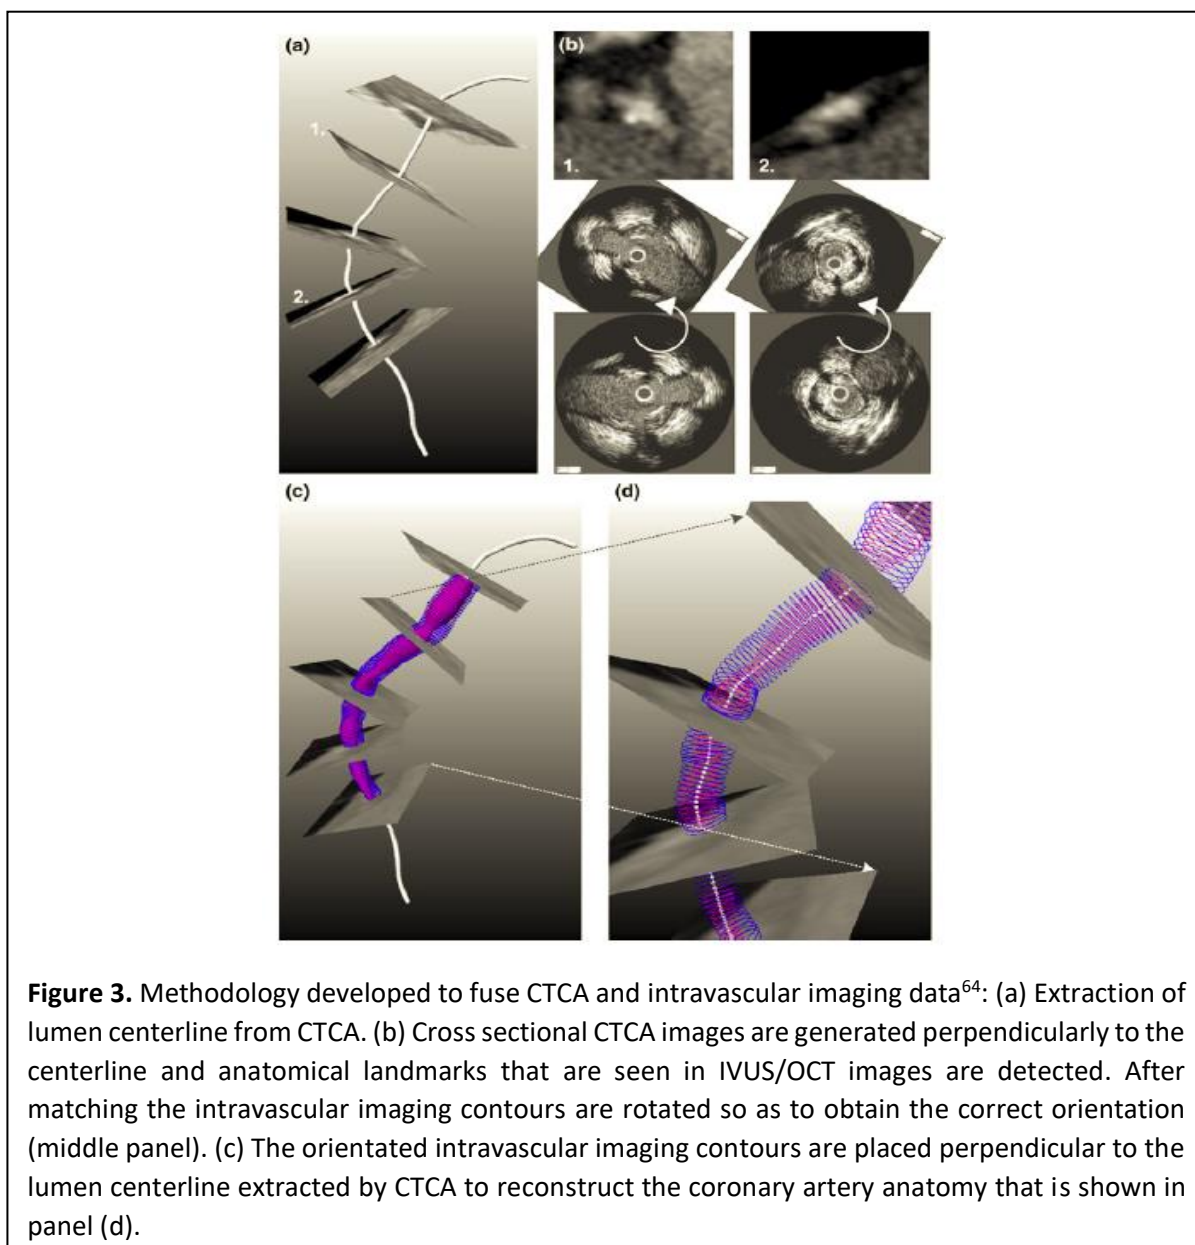 (a)
(b)
1.
2.
1.
2.
(c)
(d)
Figure 3. Methodology developed to fuse CTCA and intravascular imaging data64: (a) Extraction of
lumen centerline from CTCA. (b) Cross sectional CTCA images are generated perpendicularly to the
centerline and anatomical landmarks that are seen in IVUS/OCT images are detected. After
matching the intravascular imaging contours are rotated so as to obtain the correct orientation
(middle panel). (c) The orientated intravascular imaging contours are placed perpendicular to the
lumen centerline extracted by CTCA to reconstruct the coronary artery anatomy that is shown in
panel (d).